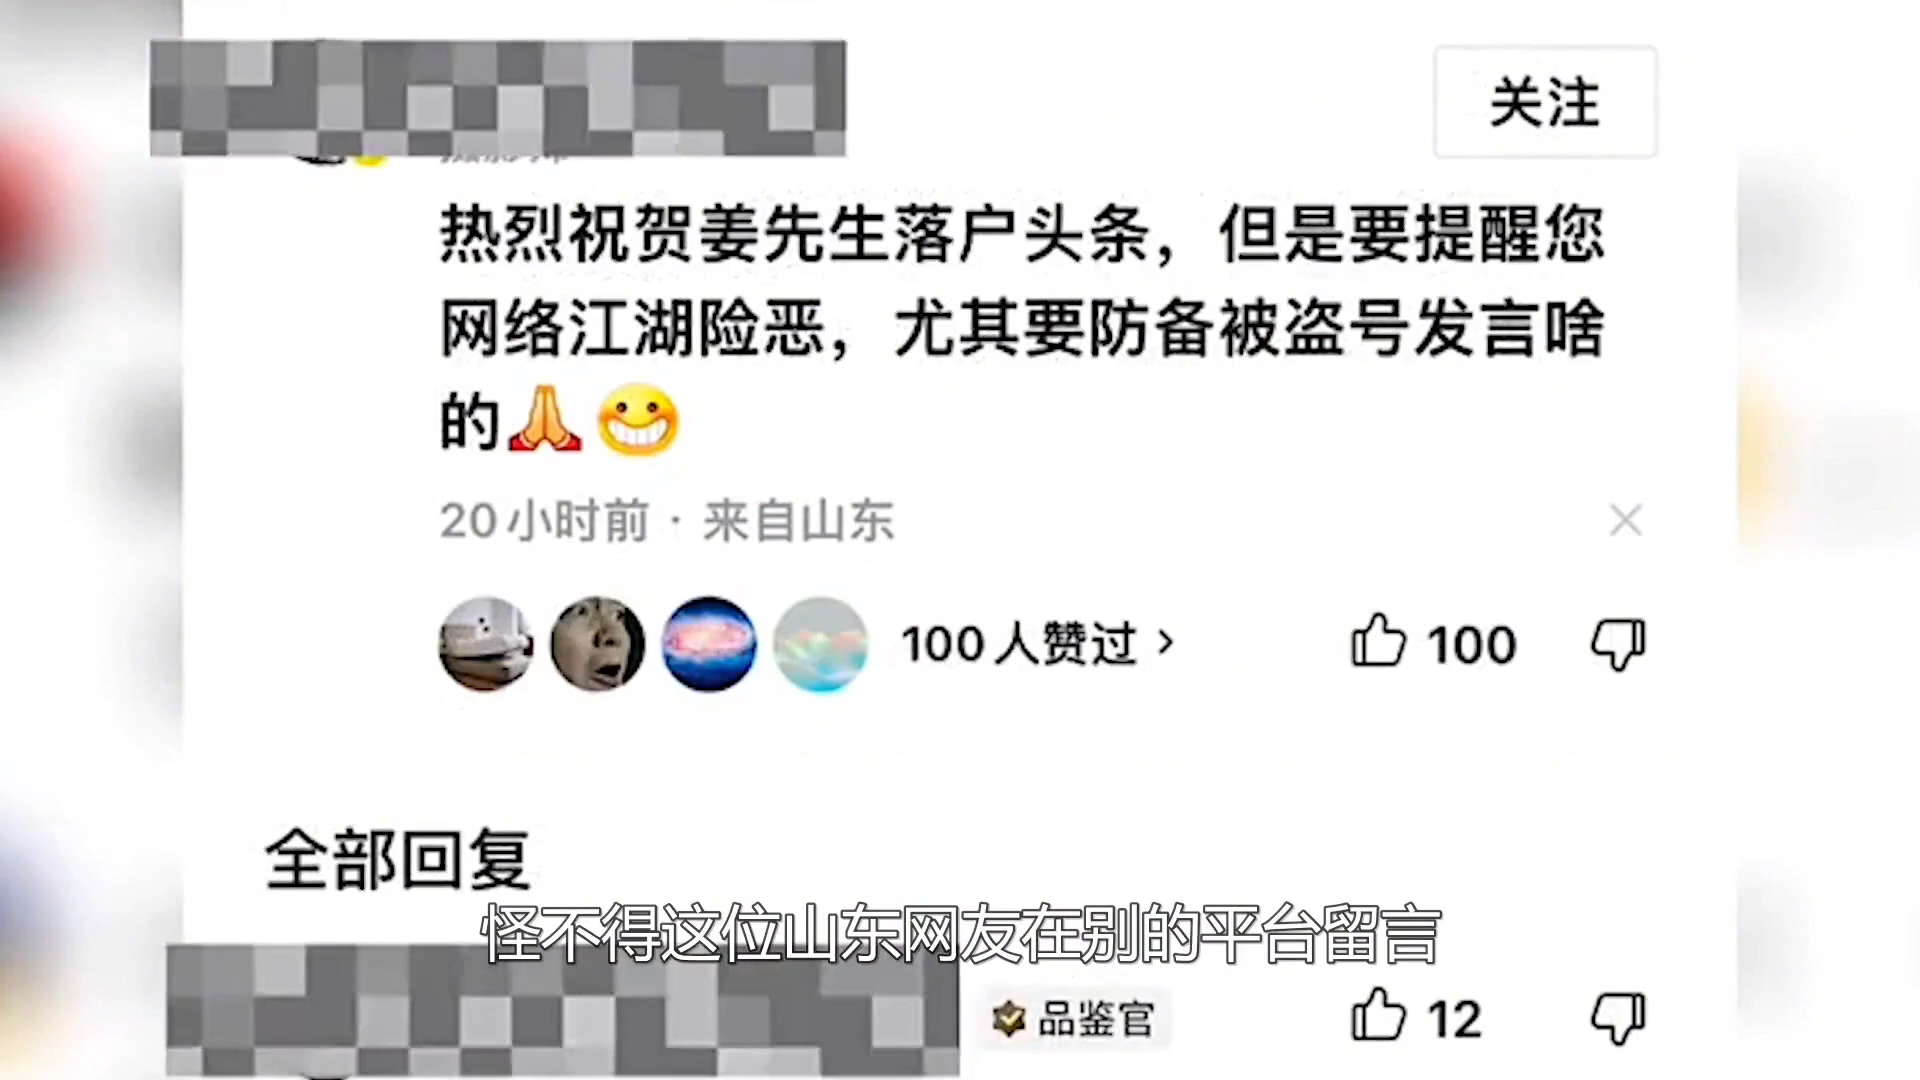 关注
热烈祝贺姜先生落户头条，但是要提醒您
网络江湖险恶，尤其要防备被盗号发言啥
的🙏😁
20小时前 · 来自山东
100人赞过 ›
100
全部回复
怪不得这位山东网友在别的平台留言
品鉴官
12